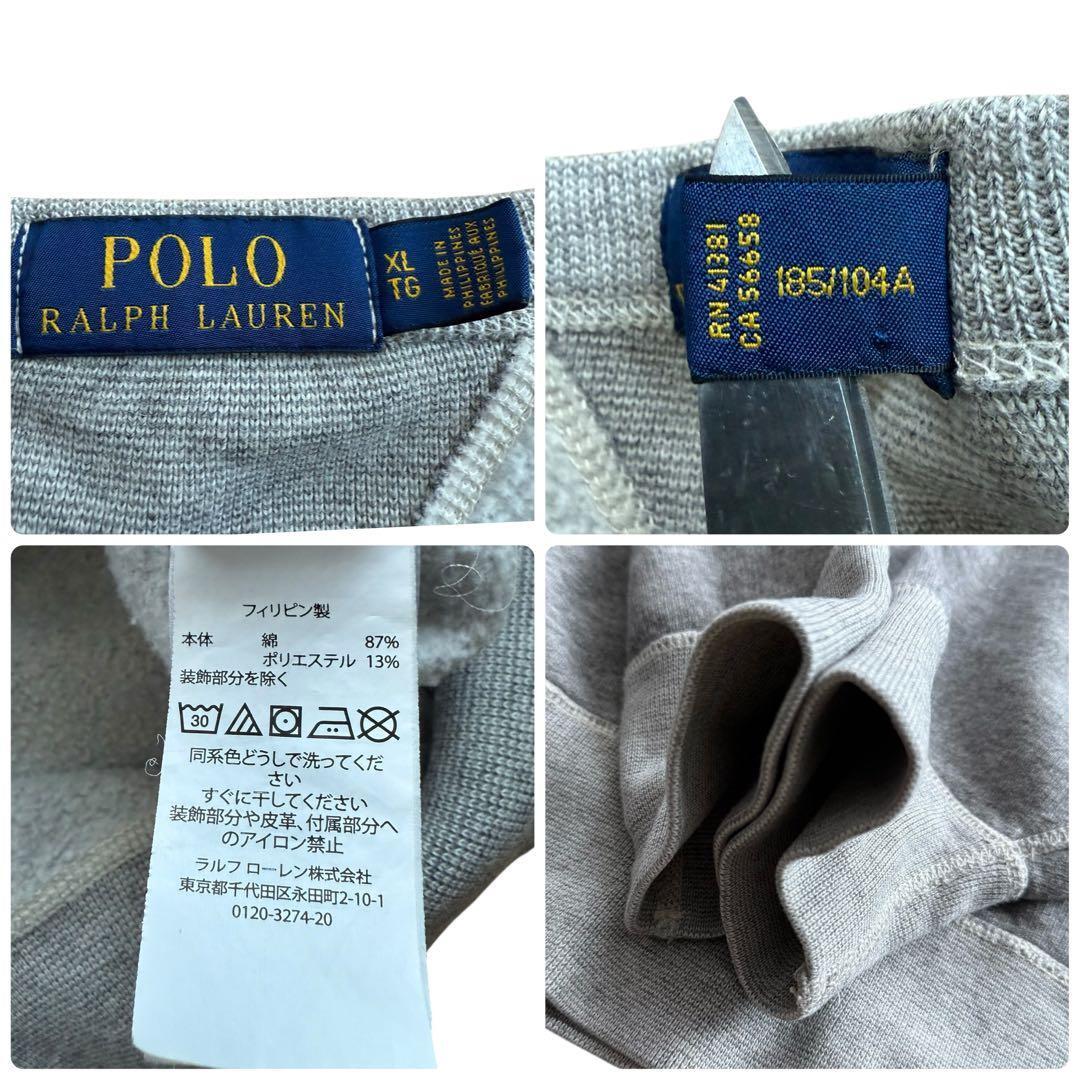 POLO
RALPH LAUREN
XL
TG
MADE IN
PHILIPPINES
FABRIQUÉ AUX
PHILIPPINES
RN 41381
CA 56658
185/104A
フィリピン製
本体 綿 87%
ポリエステル 13%
装飾部分を除く
30
同系色どうしで洗ってくだ
さい
すぐに干してください
装飾部分や皮革、付属部分へ
のアイロン禁止
ラルフ ローレン株式会社
東京都千代田区永田町2-10-1
0120-3274-20